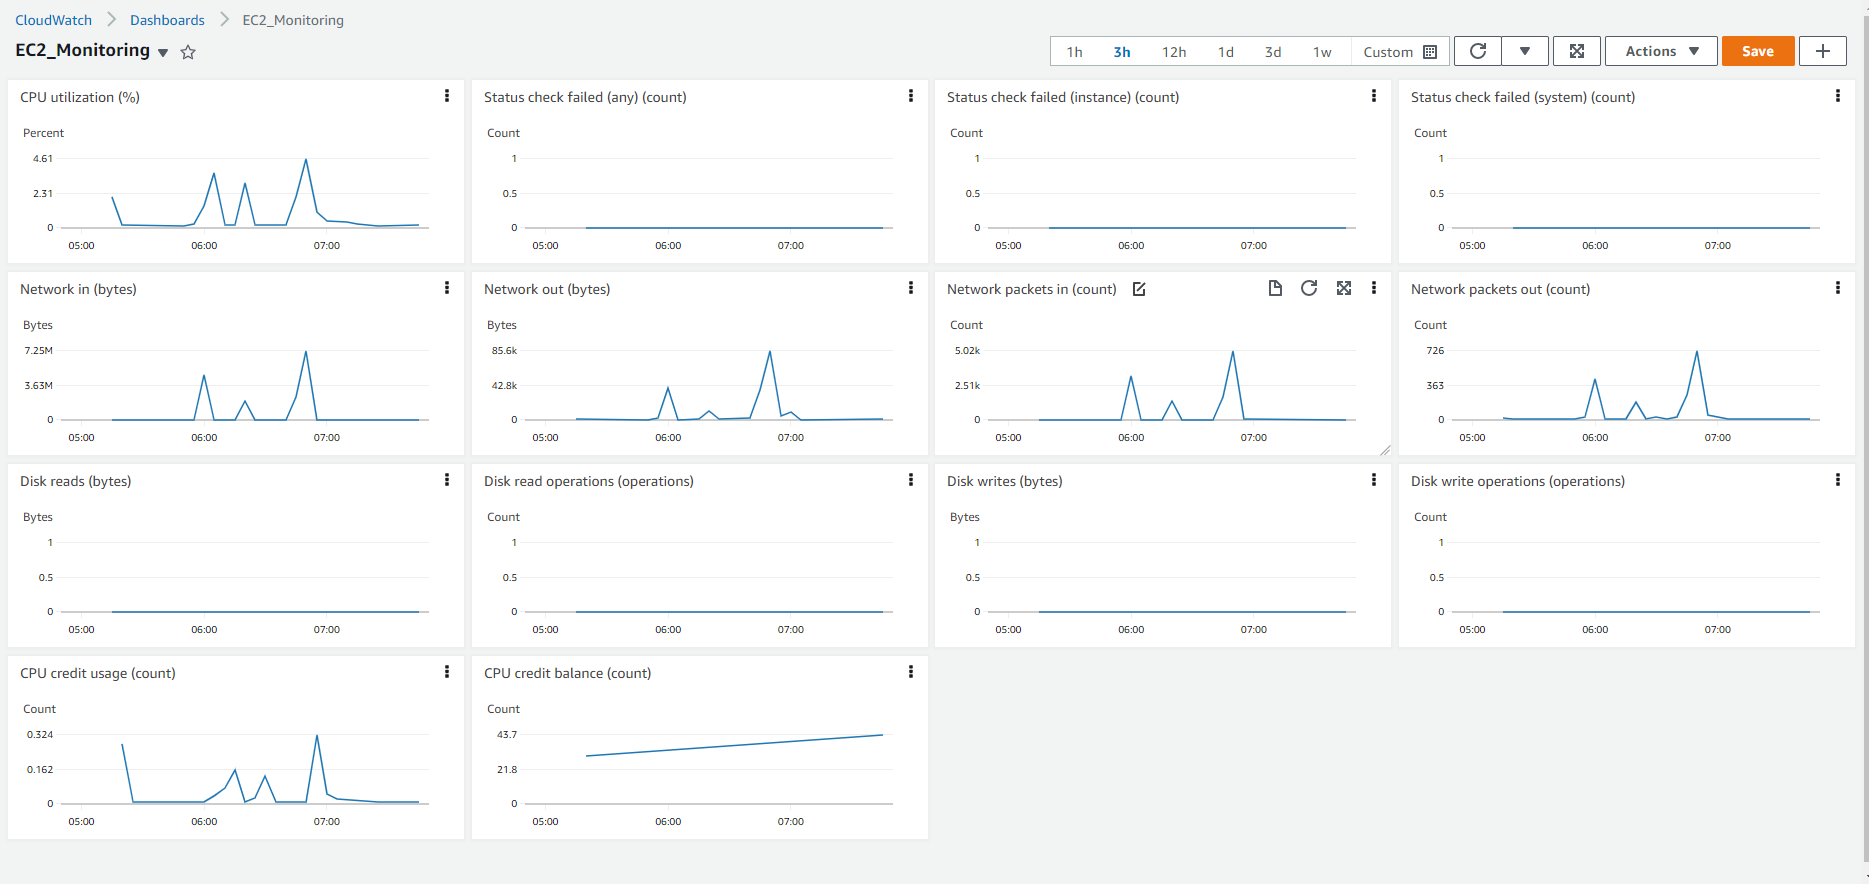 CloudWatch > Dashboards > EC2_Monitoring
EC2_Monitoring
1h 3h 12h 1d 3d 1w Custom
Actions
Save
CPU utilization (%)
Percent
4.61
2.31
0
05:00 06:00 07:00
Status check failed (any) (count)
Count
1
0.5
0
05:00 06:00 07:00
Status check failed (instance) (count)
Count
1
0.5
0
05:00 06:00 07:00
Status check failed (system) (count)
Count
1
0.5
0
05:00 06:00 07:00
Network in (bytes)
Bytes
7.25M
3.63M
0
05:00 06:00 07:00
Network out (bytes)
Bytes
85.6k
42.8k
0
05:00 06:00 07:00
Network packets in (count)
Count
5.02k
2.51k
0
05:00 06:00 07:00
Network packets out (count)
Count
726
363
0
05:00 06:00 07:00
Disk reads (bytes)
Bytes
1
0.5
0
05:00 06:00 07:00
Disk read operations (operations)
Count
1
0.5
0
05:00 06:00 07:00
Disk writes (bytes)
Bytes
1
0.5
0
05:00 06:00 07:00
Disk write operations (operations)
Count
1
0.5
0
05:00 06:00 07:00
CPU credit usage (count)
Count
0.324
0.162
0
05:00 06:00 07:00
CPU credit balance (count)
Count
43.7
21.8
0
05:00 06:00 07:00